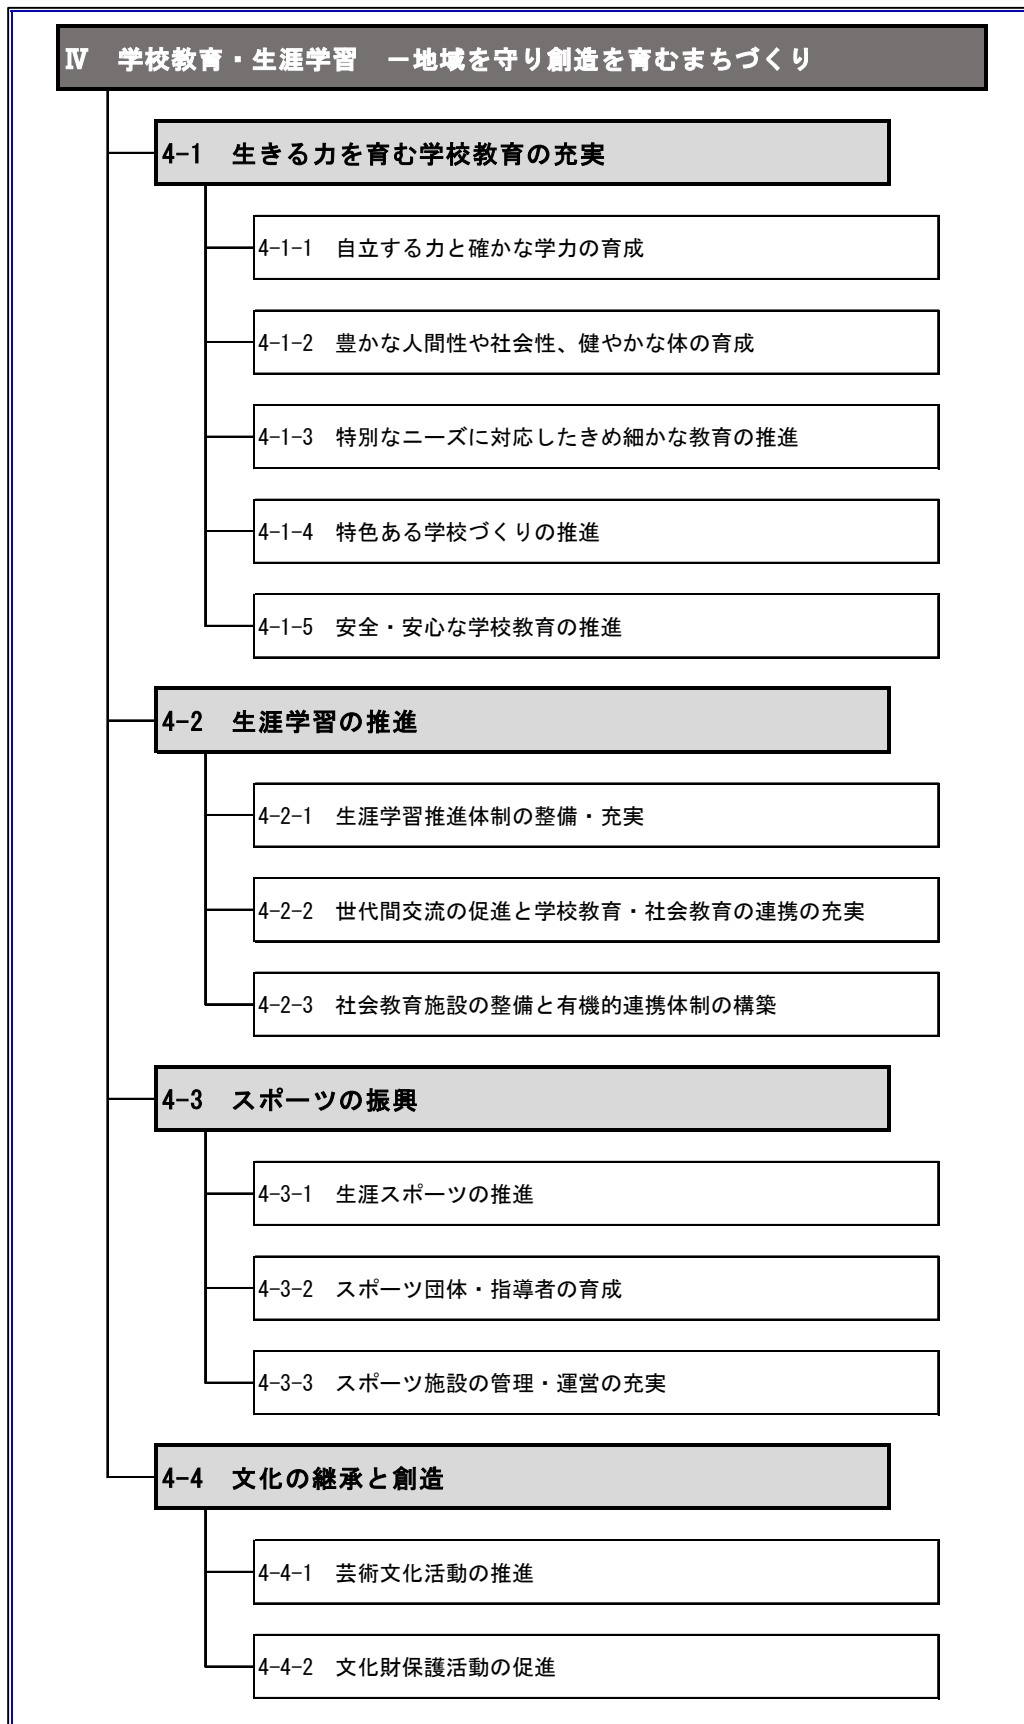 Ⅳ　学校教育・生涯学習　－地域を守り創造を育むまちづくり
4-1　生きる力を育む学校教育の充実
4-1-1　自立する力と確かな学力の育成
4-1-2　豊かな人間性や社会性、健やかな体の育成
4-1-3　特別なニーズに対応したきめ細かな教育の推進
4-1-4　特色ある学校づくりの推進
4-1-5　安全・安心な学校教育の推進
4-2　生涯学習の推進
4-2-1　生涯学習推進体制の整備・充実
4-2-2　世代間交流の促進と学校教育・社会教育の連携の充実
4-2-3　社会教育施設の整備と有機的連携体制の構築
4-3　スポーツの振興
4-3-1　生涯スポーツの推進
4-3-2　スポーツ団体・指導者の育成
4-3-3　スポーツ施設の管理・運営の充実
4-4　文化の継承と創造
4-4-1　芸術文化活動の推進
4-4-2　文化財保護活動の促進